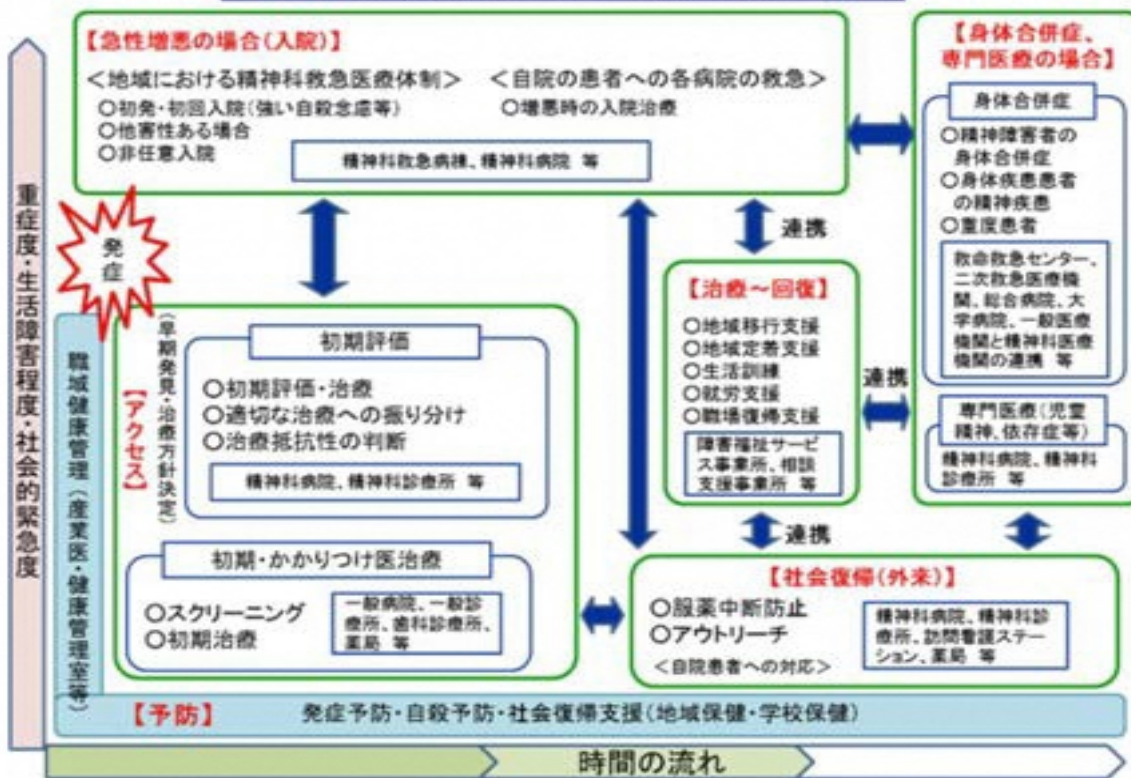 【急性増悪の場合(入院)】
<地域における精神科救急医療体制>
○初発・初回入院(強い自殺念慮等)
○他害性ある場合
○非任意入院
<自院の患者への各病院の救急>
○増悪時の入院治療
精神科救急病棟、精神科病院 等
【身体合併症、
専門医療の場合】
身体合併症
○精神障害者の
身体合併症
○身体疾患患者
の精神疾患
○重度患者
救命救急センター、
二次救急医療機
関、総合病院、大
学病院、一般医療
機関と精神科医療
機関の連携 等
専門医療(児童
精神、依存症等)
精神科病院、精神科
診療所 等
重症度・生活障害程度・社会的緊急度
発症
職域健康管理(産業医・健康管理室等)
【アクセス】
(早期発見・治療方針決定)
初期評価
○初期評価・治療
○適切な治療への振り分け
○治療抵抗性の判断
精神科病院、精神科診療所 等
初期・かかりつけ医治療
○スクリーニング
○初期治療
一般病院、一般診
療所、歯科診療所、
薬局 等
連携
【治療～回復】
○地域移行支援
○地域定着支援
○生活訓練
○就労支援
○職場復帰支援
障害福祉サービ
ス事業所、相談
支援事業所 等
連携
連携
【社会復帰(外来)】
○服薬中断防止
○アウトリーチ
<自院患者への対応>
精神科病院、精神科診
療所、訪問看護ステー
ション、薬局 等
【予防】 発症予防・自殺予防・社会復帰支援(地域保健・学校保健)
時間の流れ